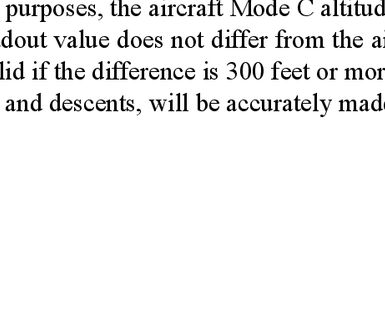 purposes, the aircraft Mode C altitud
dout value does not differ from the ai
lid if the difference is 300 feet or mor
and descents, will be accurately made